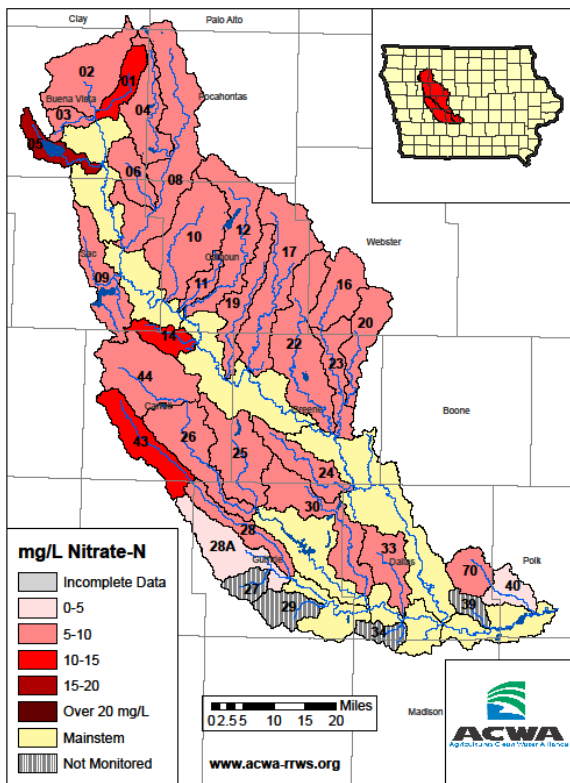 Clay
Palo Alto
02
01
Buena Vista
Pocahontas
03
04
05
06
08
10
12
17
Webster
Sac
Calhoun
09
11
19
16
20
14
22
23
44
Carroll
Greene
Boone
43
26
25
24
30
28
28A
Guthrie
33
Dallas
70
Polk
40
27
29
39
34
mg/L Nitrate-N
Incomplete Data
0-5
5-10
10-15
15-20
Over 20 mg/L
Mainstem
Not Monitored
Miles
0 2.5 5 10 15 20
Madison
www.acwa-rrws.org
ACWA
Agriculture's Clean Water Alliance